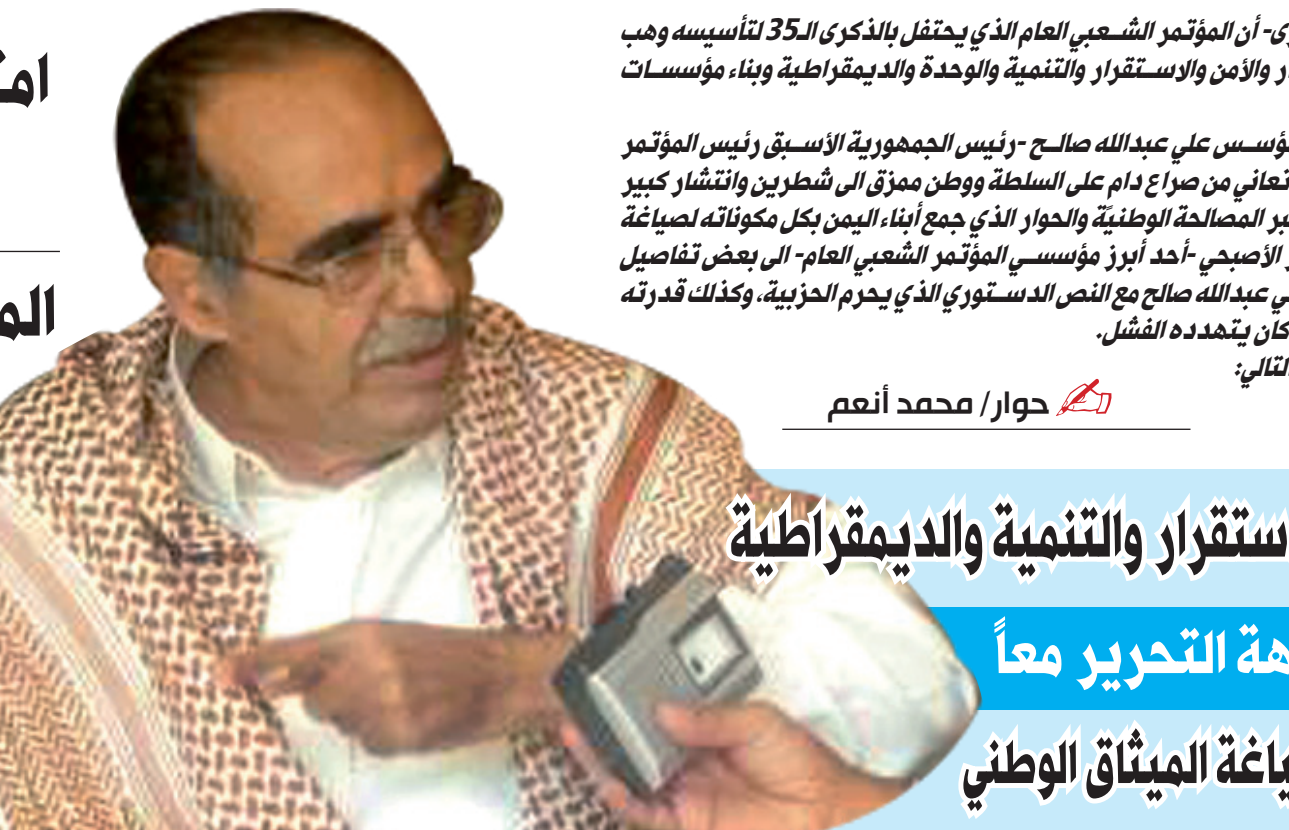 أن المؤتمر الشعبي العام الذي يحتفل بالذكرى الـ35 لتأسيسه وهب
والأمن والاستقرار والتنمية والوحدة والديمقراطية وبناء مؤسسات
علي عبدالله صالح -رئيس الجمهورية الأسبق رئيس المؤتمر
تعاني من صراع دام على السلطة ووطن ممزق الى شطرين وانتشار كبير
المصالحة الوطنية والحوار الذي جمع أبناء اليمن بكل مكوناته لصياغة
الأصبحي -أحد أبرز مؤسسي المؤتمر الشعبي العام- الى بعض تفاصيل
عبدالله صالح مع النص الدستوري الذي يحرم الحزبية، وكذلك قدرته
كان يتهدده الفشل.
التالي:
حوار/ محمد أنعم
ستقرار والتنمية والديمقراطية
هة التحرير معاً
ياغة الميثاق الوطني